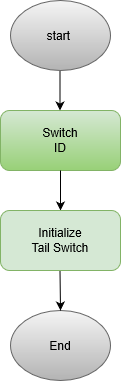 start
Switch
ID
Initialize
Tail Switch
End